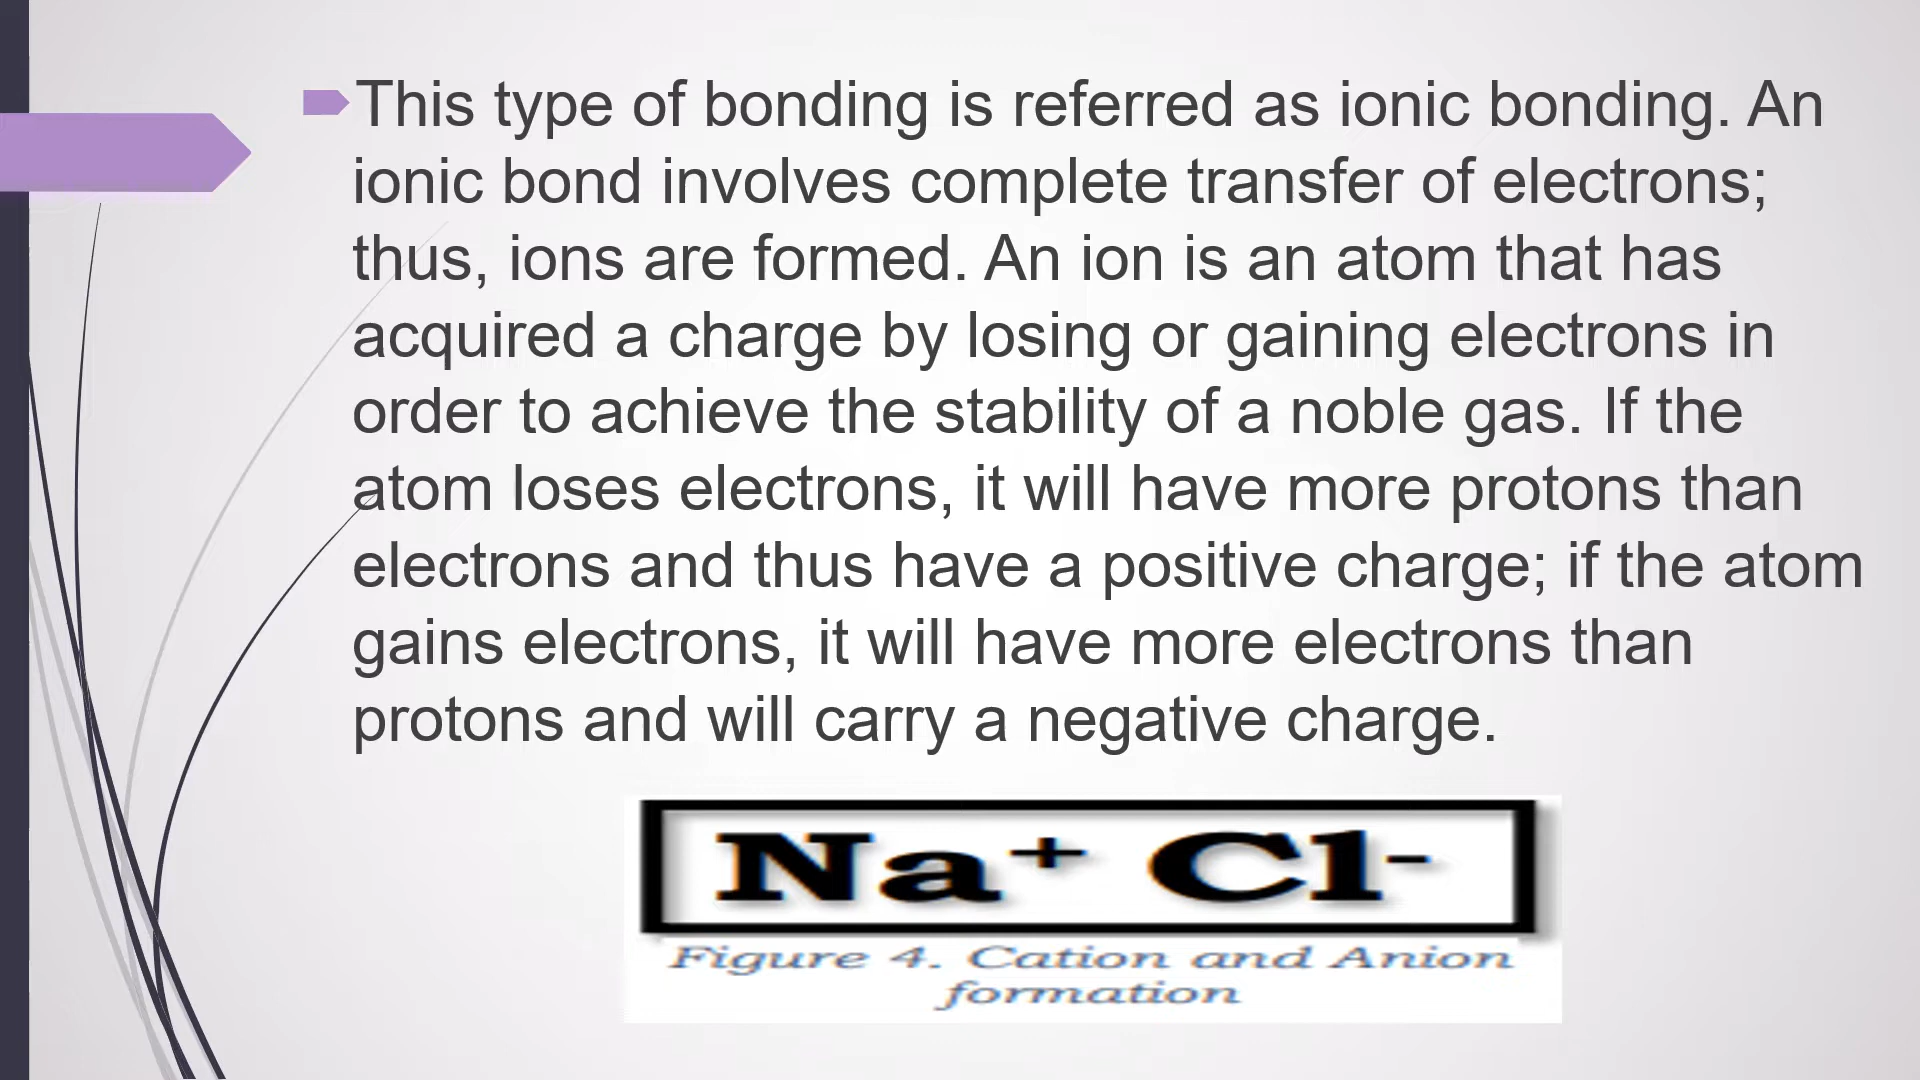 This type of bonding is referred as ionic bonding. An
ionic bond involves complete transfer of electrons;
thus, ions are formed. An ion is an atom that has
acquired a charge by losing or gaining electrons in
order to achieve the stability of a noble gas. If the
atom loses electrons, it will have more protons than
electrons and thus have a positive charge; if the atom
gains electrons, it will have more electrons than
protons and will carry a negative charge.
Na⁺ Cl⁻
Figure 4. Cation and Anion
formation